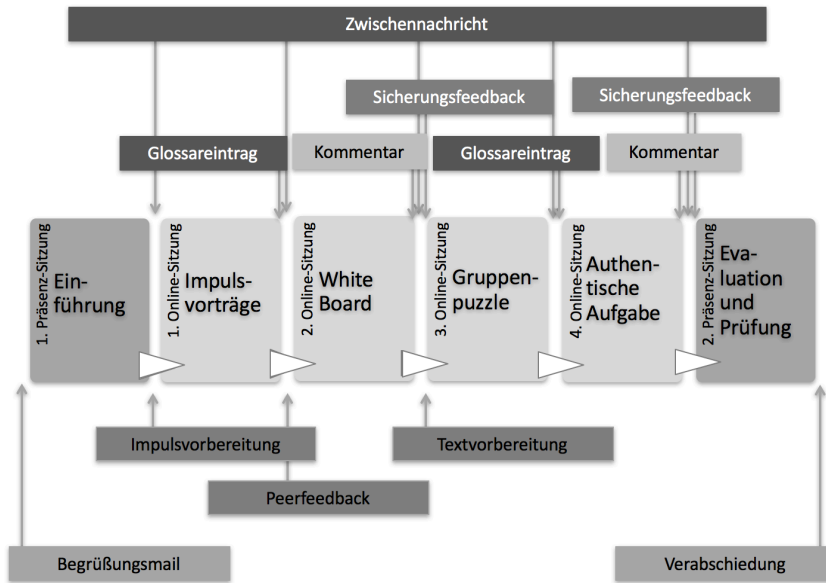 Zwischennachricht
Sicherungsfeedback
Sicherungsfeedback
Glossareintrag
Kommentar
Glossareintrag
Kommentar
1. Präsenz-Sitzung
Ein-
führung
1. Online-Sitzung
Impuls-
vorträge
2. Online-Sitzung
White
Board
3. Online-Sitzung
Gruppen-
puzzle
4. Online-Sitzung
Authen-
tische
Aufgabe
2. Präsenz-Sitzung
Eva-
luation
und
Prüfung
Impulsvorbereitung
Textvorbereitung
Peerfeedback
Begrüßungsmail
Verabschiedung